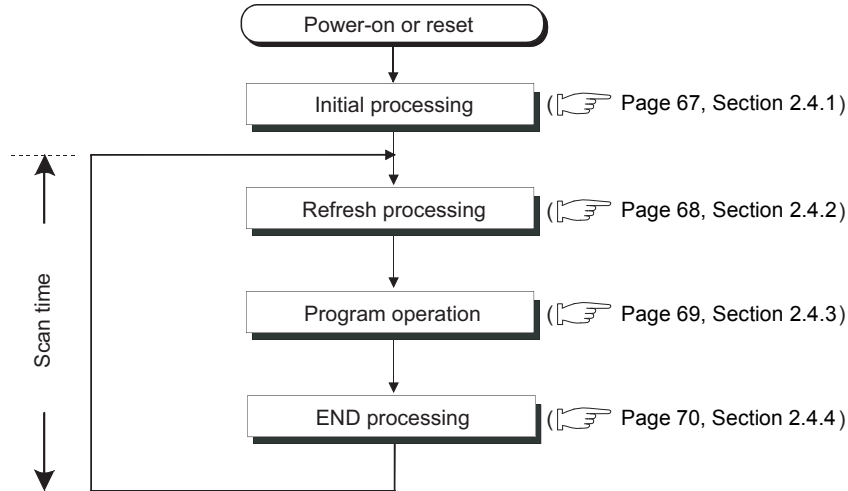 Power-on or reset
Initial processing
( Page 67, Section 2.4.1)
Refresh processing
( Page 68, Section 2.4.2)
Scan time
Program operation
( Page 69, Section 2.4.3)
END processing
( Page 70, Section 2.4.4)